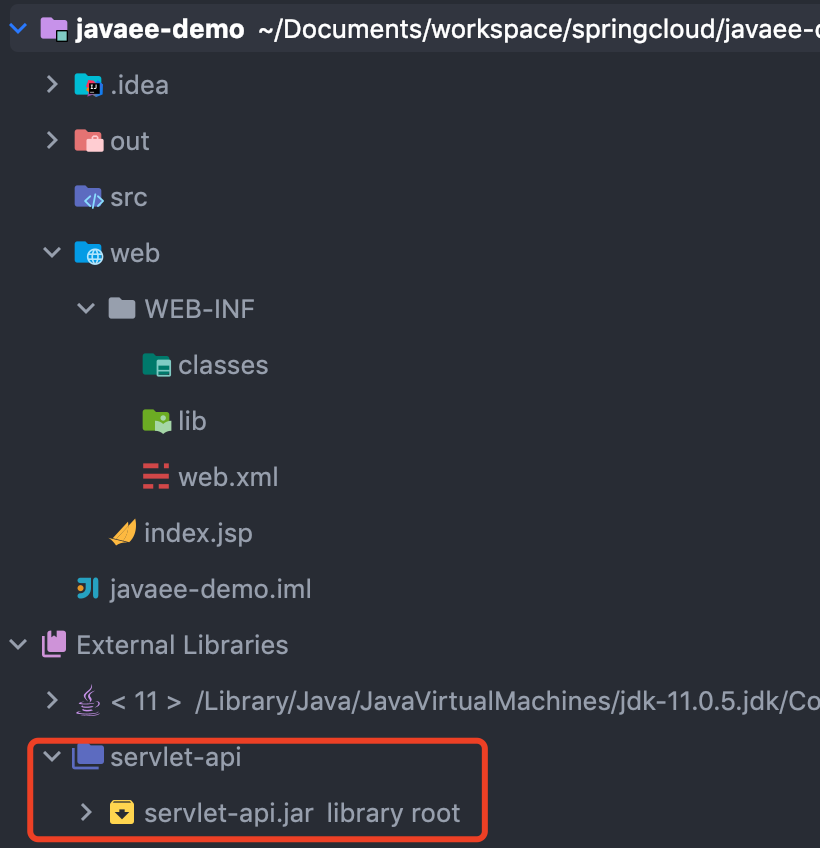 javaee-demo ~/Documents/workspace/springcloud/javaee-
.idea
out
src
web
WEB-INF
classes
lib
web.xml
index.jsp
javaee-demo.iml
External Libraries
< 11 > /Library/Java/JavaVirtualMachines/jdk-11.0.5.jdk/Co
servlet-api
servlet-api.jar library root